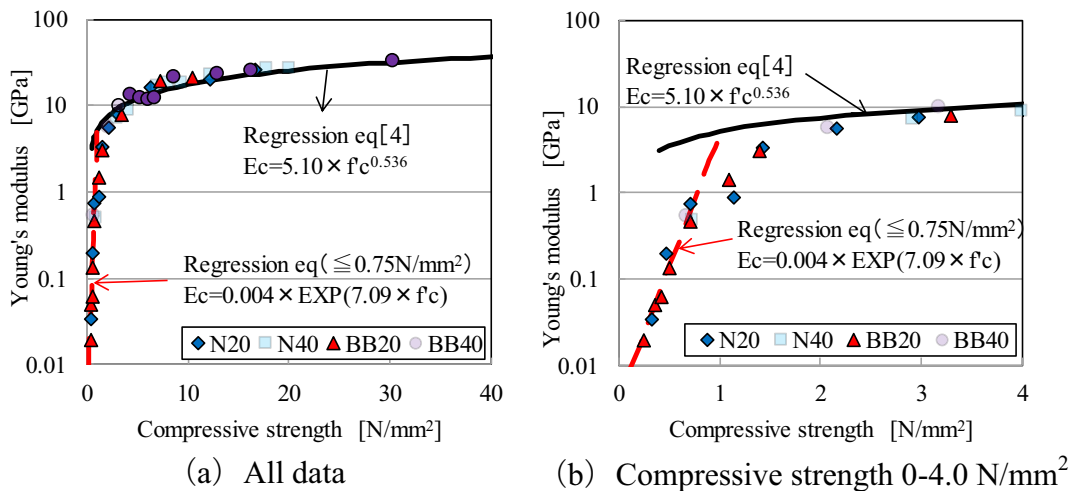 100
10
1
0.1
0.01
Young's modulus [GPa]
Regression eq[4]
Ec=5.10×f'c0.536
Regression eq(≦0.75N/mm2)
Ec=0.004×EXP(7.09×f'c)
N20 N40 BB20 BB40
0 10 20 30 40
Compressive strength [N/mm2]
(a) All data
100
10
1
0.1
0.01
Young's modulus [GPa]
Regression eq[4]
Ec=5.10×f'c0.536
Regression eq(≦0.75N/mm2)
Ec=0.004×EXP(7.09×f'c)
N20 N40 BB20 BB40
0 1 2 3 4
Compressive strength [N/mm2]
(b) Compressive strength 0-4.0 N/mm2